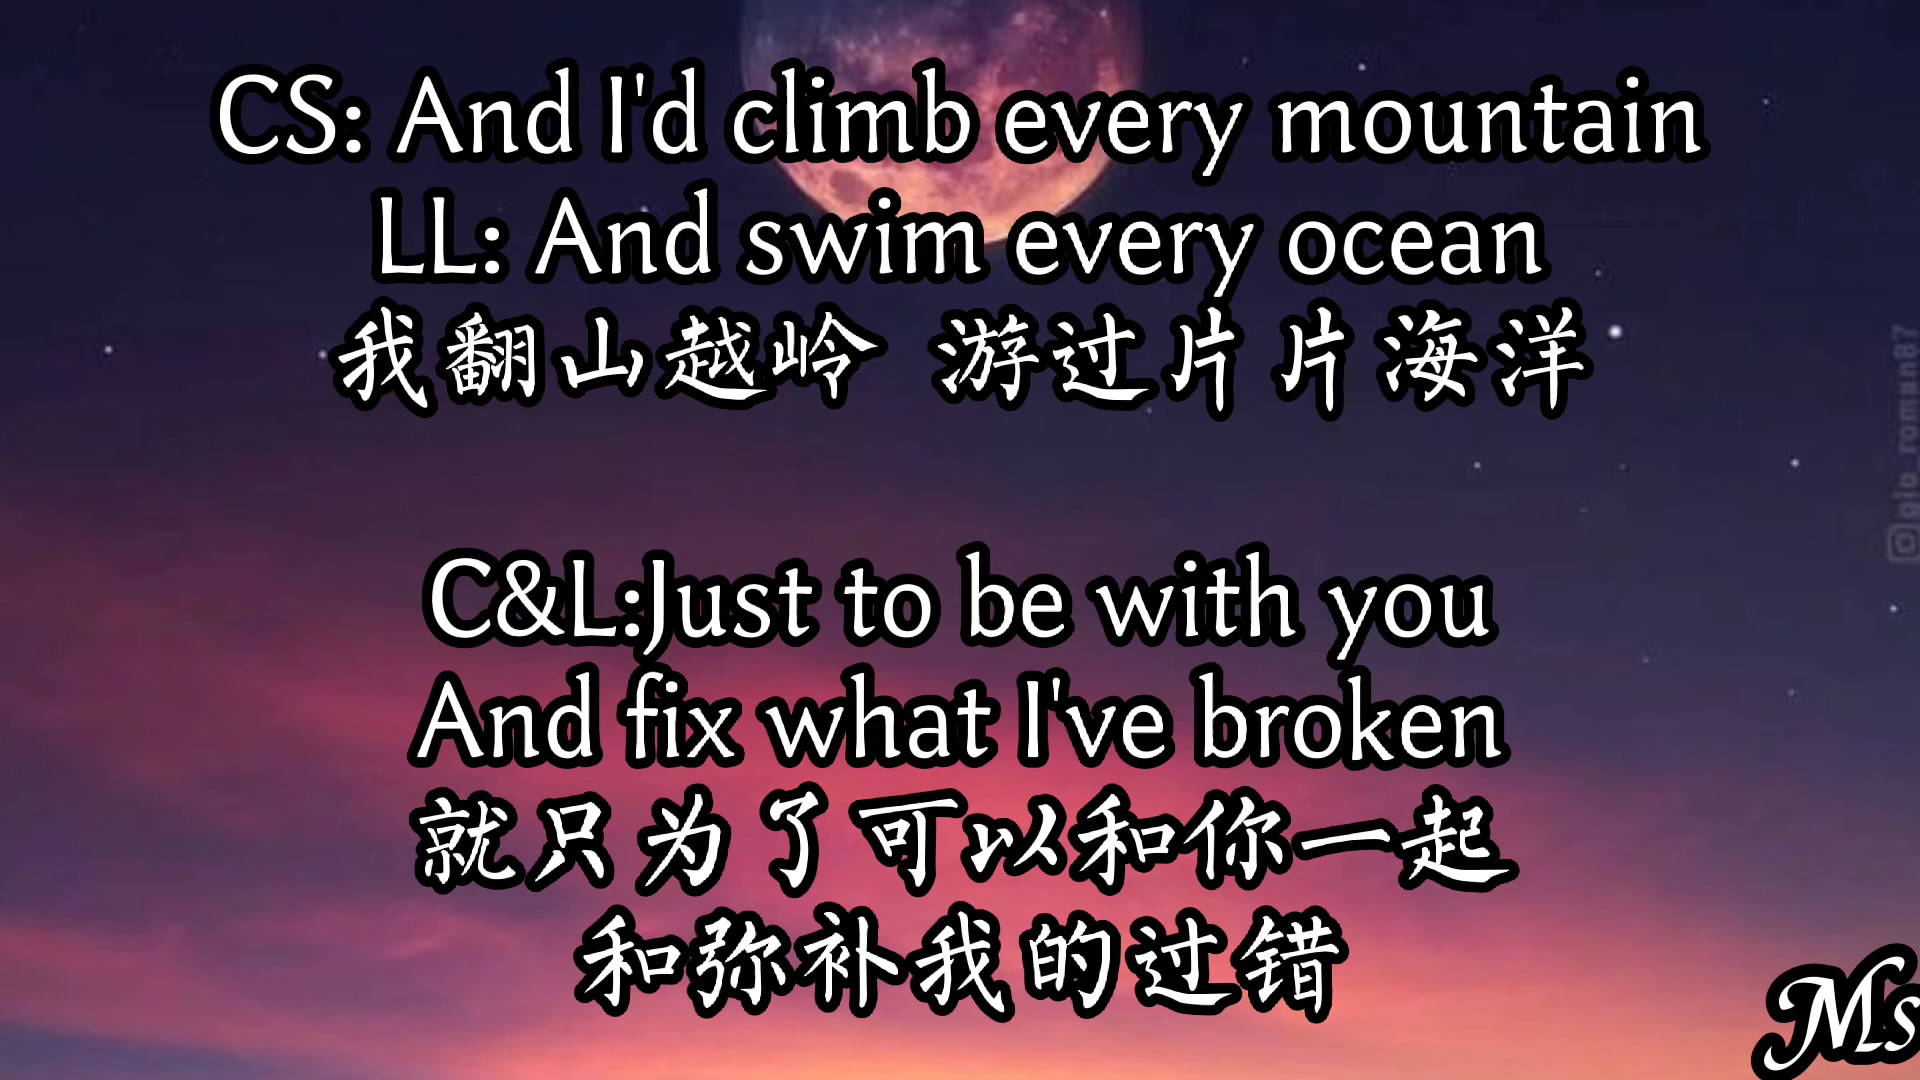 CS: And I'd climb every mountain
LL: And swim every ocean
我翻山越岭 游过片片海洋
C&L:Just to be with you
And fix what I've broken
就只为了可以和你一起
和弥补我的过错
gio_roman87
Ms